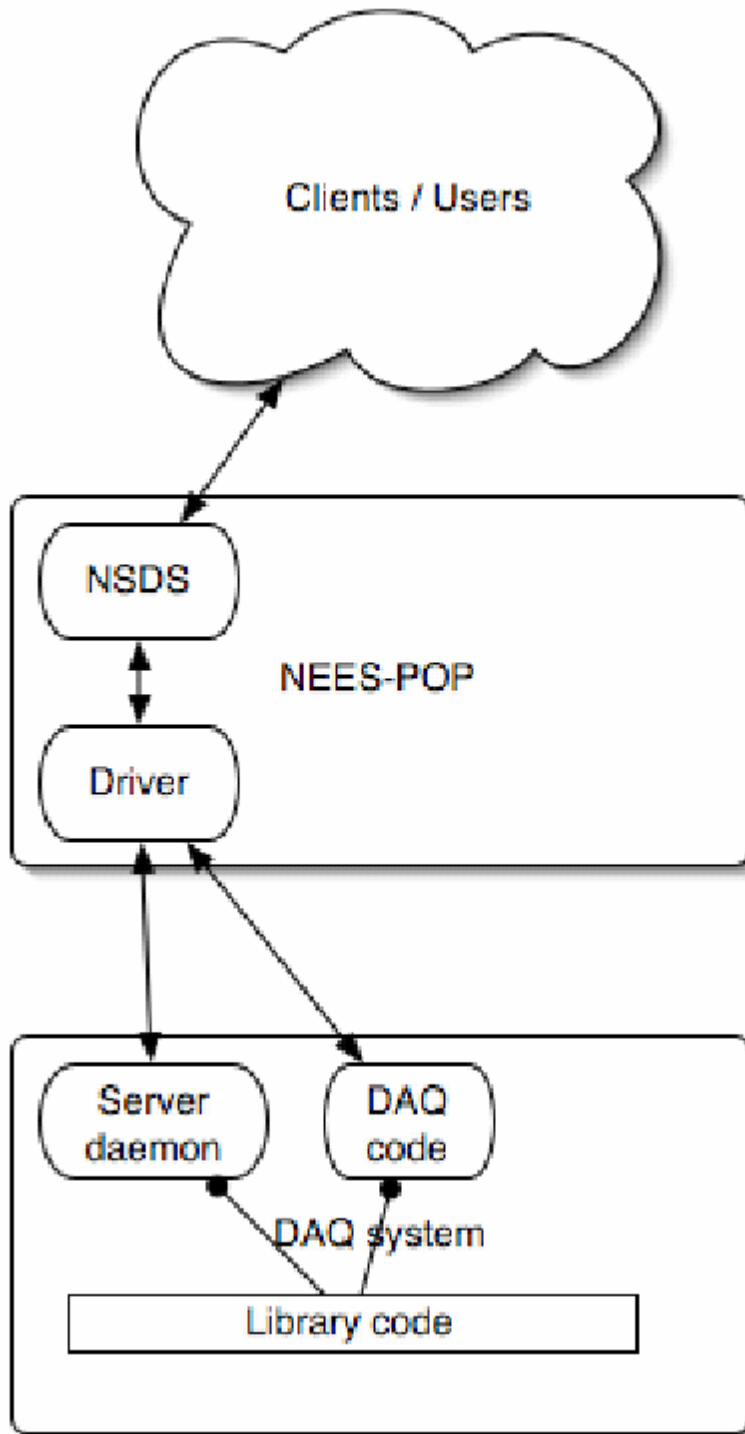 Clients / Users
NSDS
NEES-POP
Driver
Server
daemon
DAQ
code
DAQ system
Library code